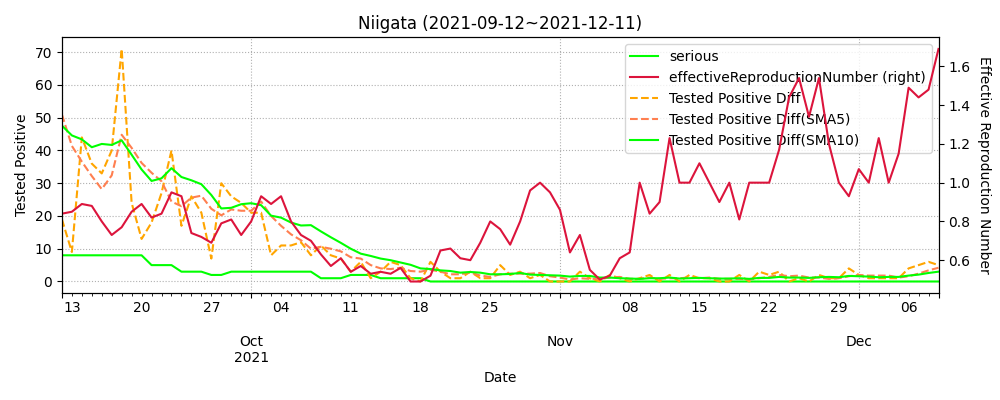 Niigata (2021-09-12~2021-12-11)
70
60
50
40
30
20
10
0
Tested Positive
1.6
1.4
1.2
1.0
0.8
0.6
Effective Reproduction Number
serious
effectiveReproductionNumber (right)
Tested Positive Diff
Tested Positive Diff(SMA5)
Tested Positive Diff(SMA10)
13 20 27 04 11 18 25 08 15 22 29 06
Oct Nov Dec
2021
Date